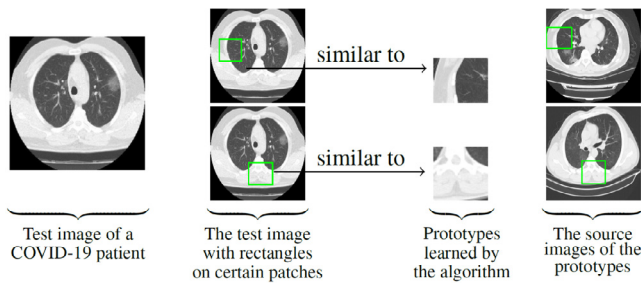 similar to
similar to
Test image of a
COVID-19 patient
The test image
with rectangles
on certain patches
Prototypes
learned by
the algorithm
The source
images of the
prototypes